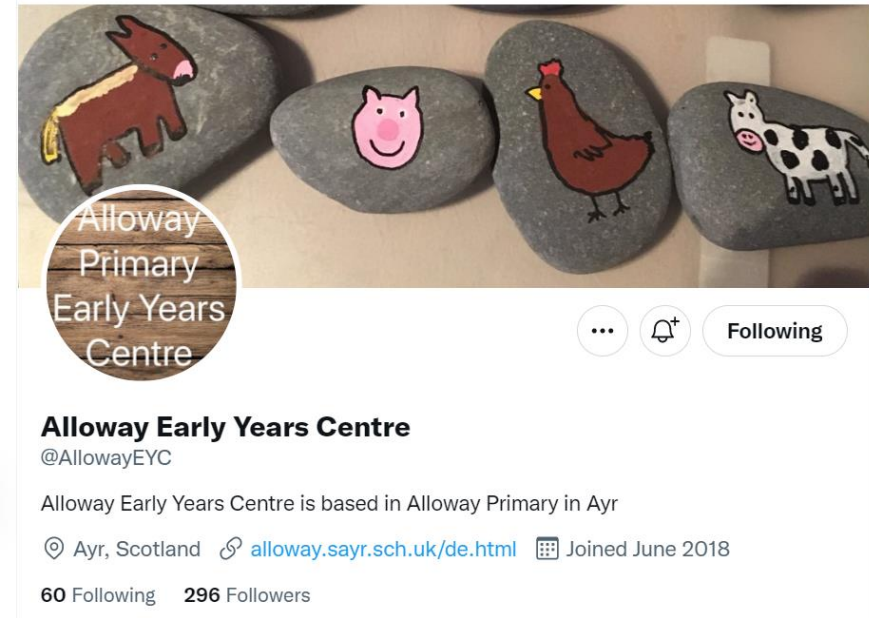 Alloway
Primary
Early Years
Centre
Following
Alloway Early Years Centre
@AllowayEYC
Alloway Early Years Centre is based in Alloway Primary in Ayr
Ayr, Scotland alloway.sayr.sch.uk/de.html Joined June 2018
60 Following 296 Followers